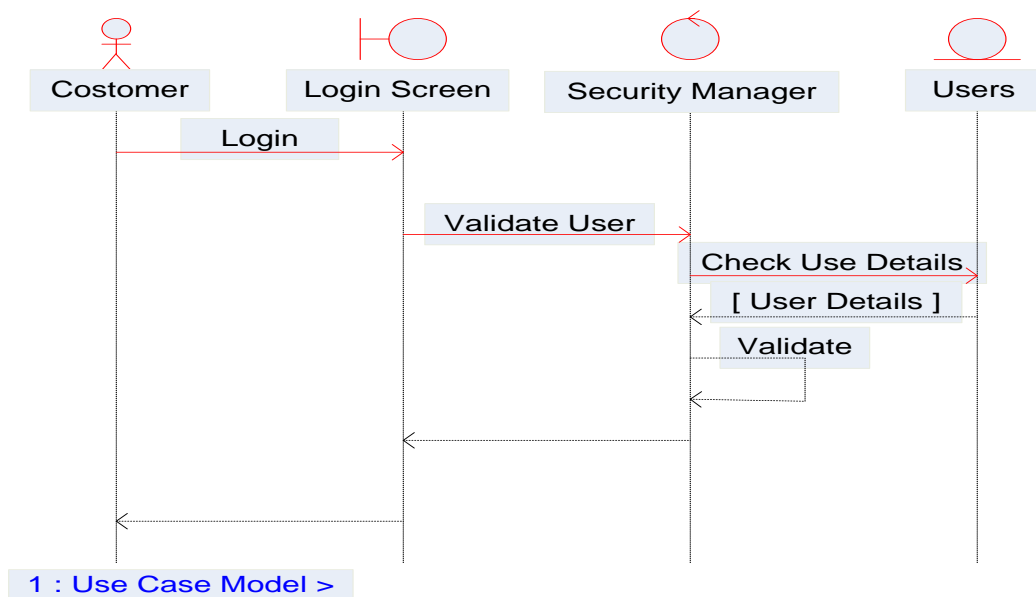 Costomer
Login Screen
Security Manager
Users
Login
Validate User
Check Use Details
[ User Details ]
Validate
1 : Use Case Model >